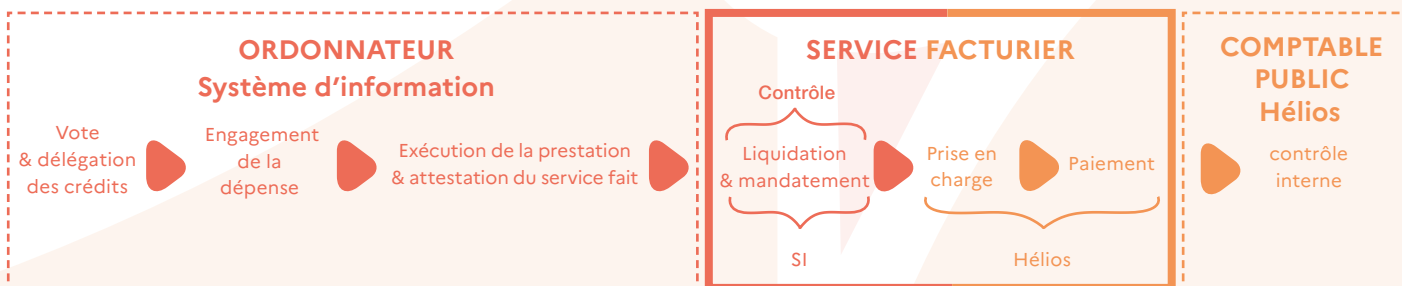 ORDONNATEUR
Système d’information
Vote
& délégation
des crédits
Engagement
de la
dépense
Exécution de la prestation
& attestation du service fait
SERVICE FACTURIER
Contrôle
Liquidation
& mandatement
SI
Prise en
charge
Paiement
Hélios
COMPTABLE
PUBLIC
Hélios
contrôle
interne